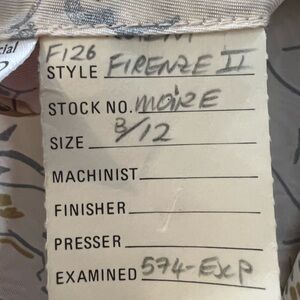 F126
STYLE FIRENZE II
STOCK NO. MOIRE
SIZE 8/12
MACHINIST
FINISHER
PRESSER
EXAMINED 574-EXP